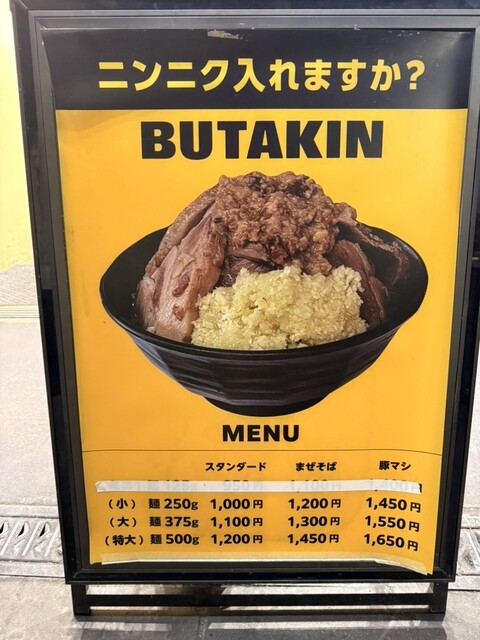 ニンニク入れますか？
BUTAKIN
MENU
スタンダード まぜそば 豚マシ
(小) 麺 250g 1,000円 1,200円 1,450円
(大) 麺 375g 1,100円 1,300円 1,550円
(特大) 麺 500g 1,200円 1,450円 1,650円